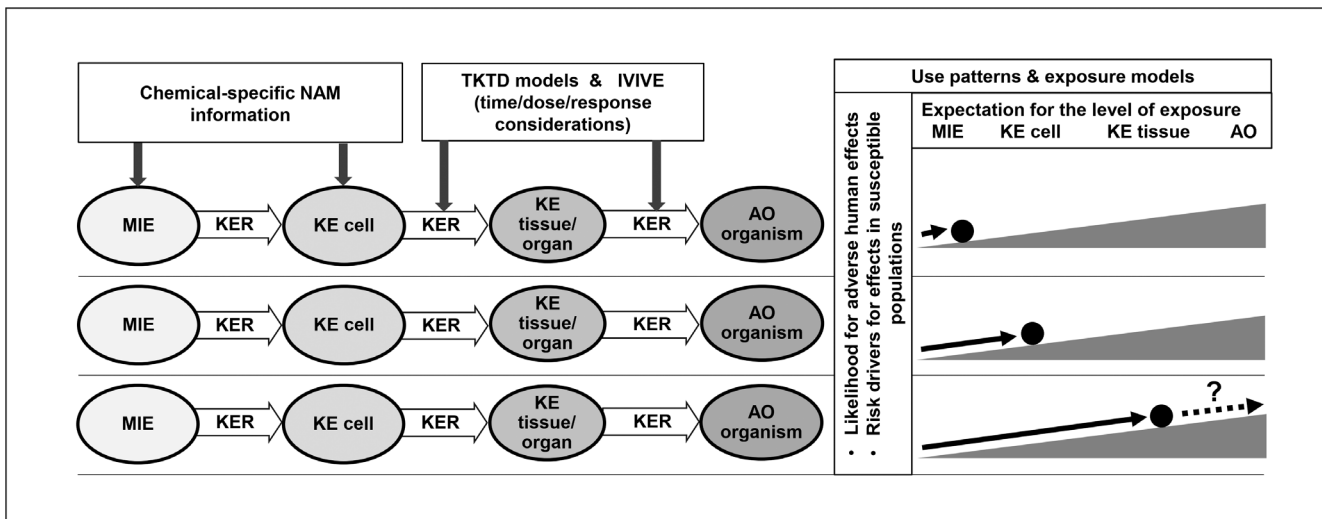 Chemical-specific NAM
information
TKTD models & IVIVE
(time/dose/response
considerations)
Use patterns & exposure models
Expectation for the level of exposure
MIE KE cell KE tissue AO
MIE
KER
KE cell
KER
KE
tissue/
organ
KER
AO
organism
MIE
KER
KE cell
KER
KE
tissue/
organ
KER
AO
organism
MIE
KER
KE cell
KER
KE
tissue/
organ
KER
AO
organism
• Likelihood for adverse human effects
• Risk drivers for effects in susceptible
populations
?